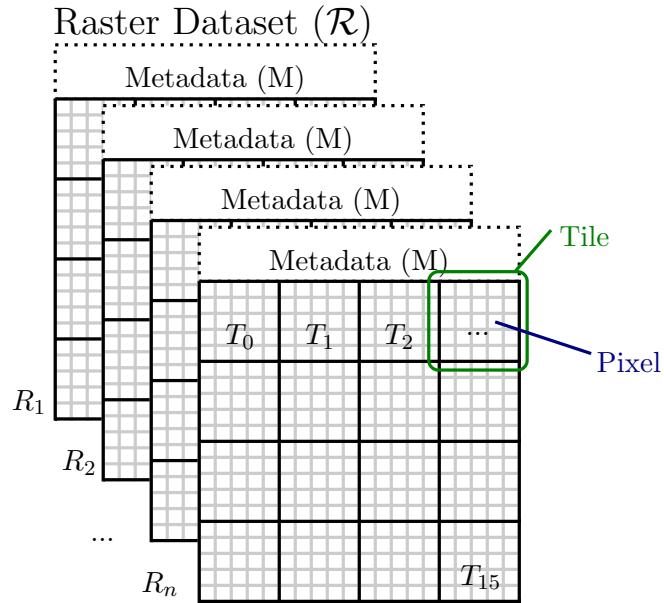 Raster Dataset (𝓡)
Metadata (M)
Metadata (M)
Metadata (M)
Metadata (M)
Tile
T₀ T₁ T₂ ...
Pixel
R₁
R₂
...
Rₙ
T₁₅